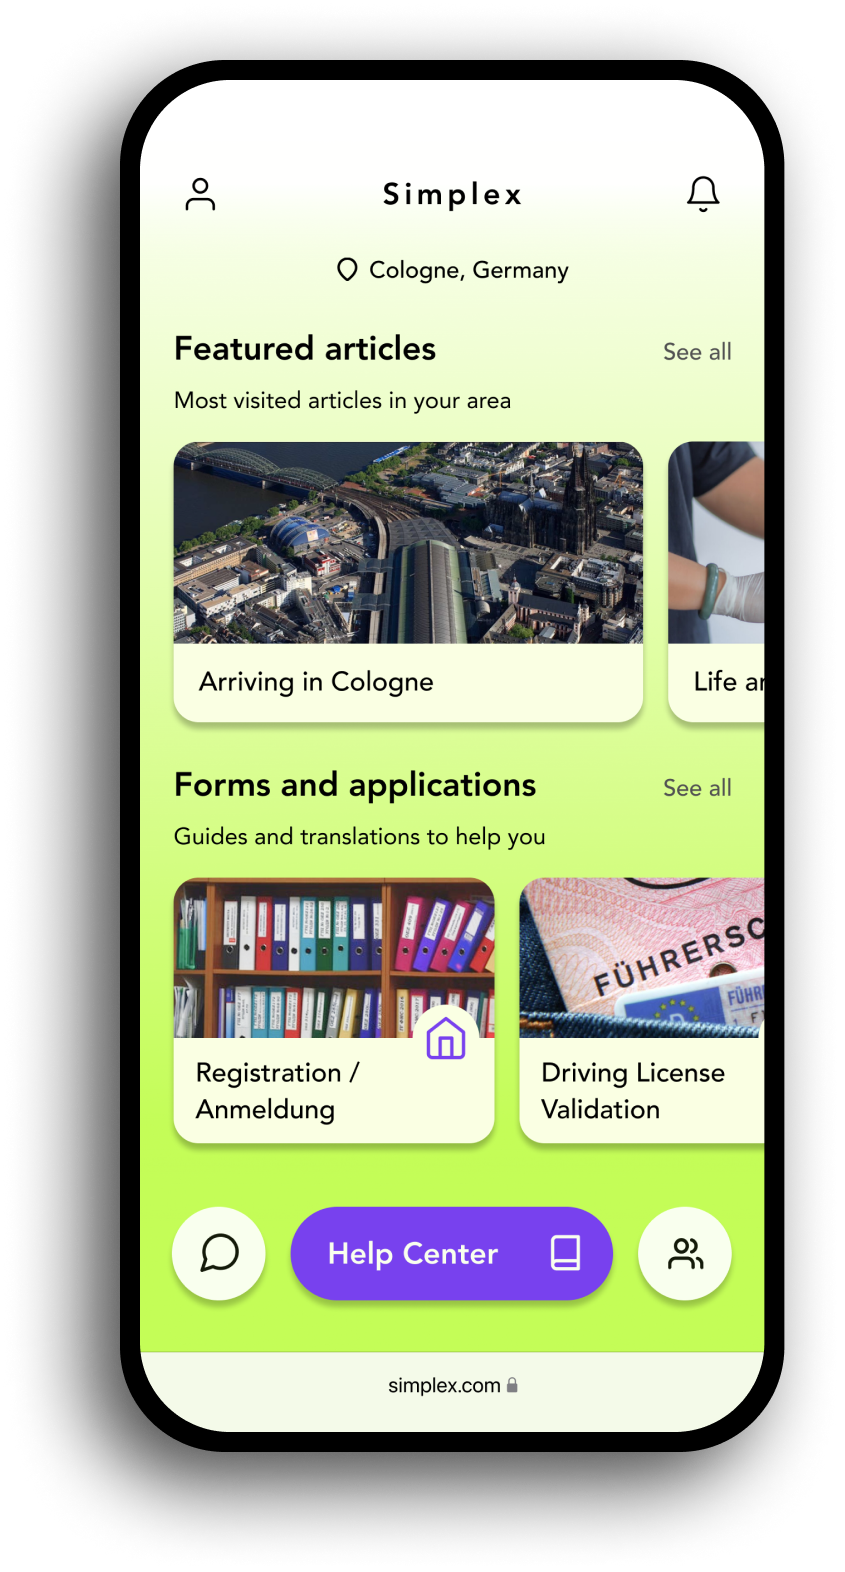 Simplex
Cologne, Germany
Featured articles
See all
Most visited articles in your area
Arriving in Cologne
Life
Forms and applications
See all
Guides and translations to help you
FÜHRERSC
FÜHR
D
Registration /
Anmeldung
Driving License
Validation
Help Center
simplex.com